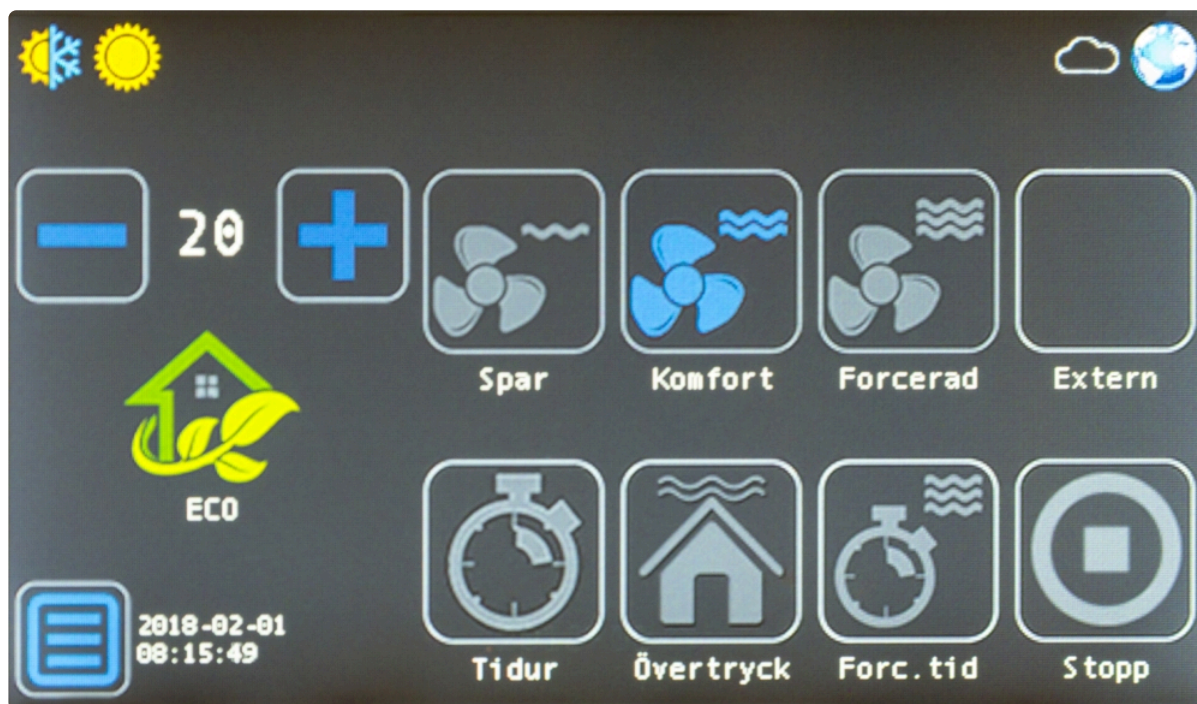 20
Spar
Komfort
Forcerad
Extern
ECO
2018-02-01
08:15:49
Tidur
Övertryck
Forc.tid
Stopp